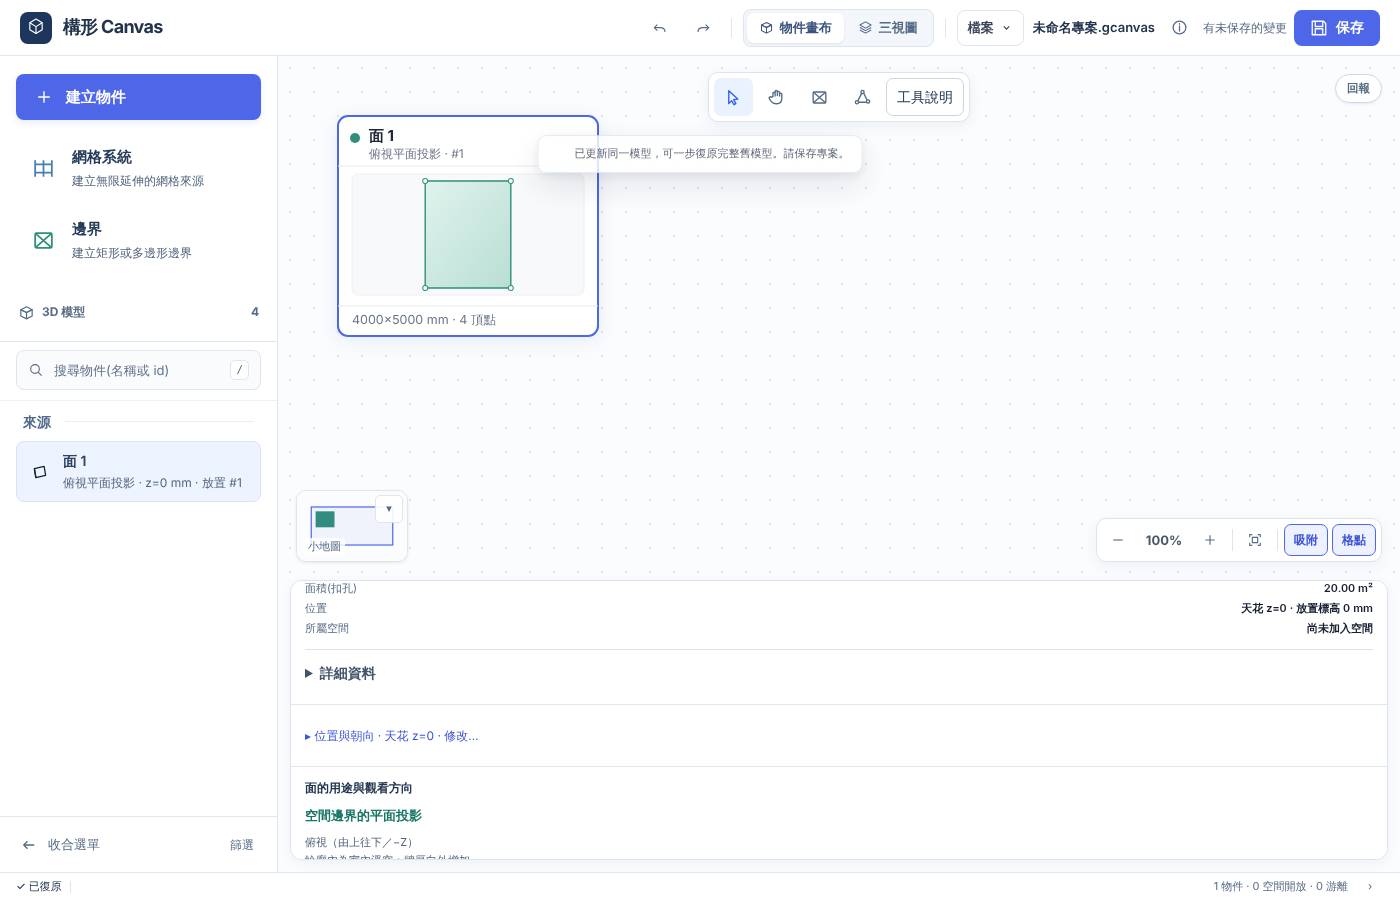 構形 Canvas
物件畫布
三視圖
檔案
未命名專案.gcanvas
有未保存的變更
保存
建立物件
網格系統
建立無限延伸的網格來源
邊界
建立矩形或多邊形邊界
3D 模型
4
搜尋物件(名稱或 id)
/
來源
面 1
俯視平面投影 · z=0 mm · 放置 #1
收合選單
篩選
工具說明
回報
面 1
俯視平面投影 · #1
已更新同一模型，可一步復原完整舊模型。請保存專案。
4000×5000 mm · 4 頂點
小地圖
100%
吸附
格點
面積(扣孔)
20.00 m²
位置
天花 z=0 · 放置標高 0 mm
所屬空間
尚未加入空間
▶ 詳細資料
▸ 位置與朝向 · 天花 z=0 · 修改…
面的用途與觀看方向
空間邊界的平面投影
俯視（由上往下／−Z）
✓ 已復原
1 物件 · 0 空間開放 · 0 游離